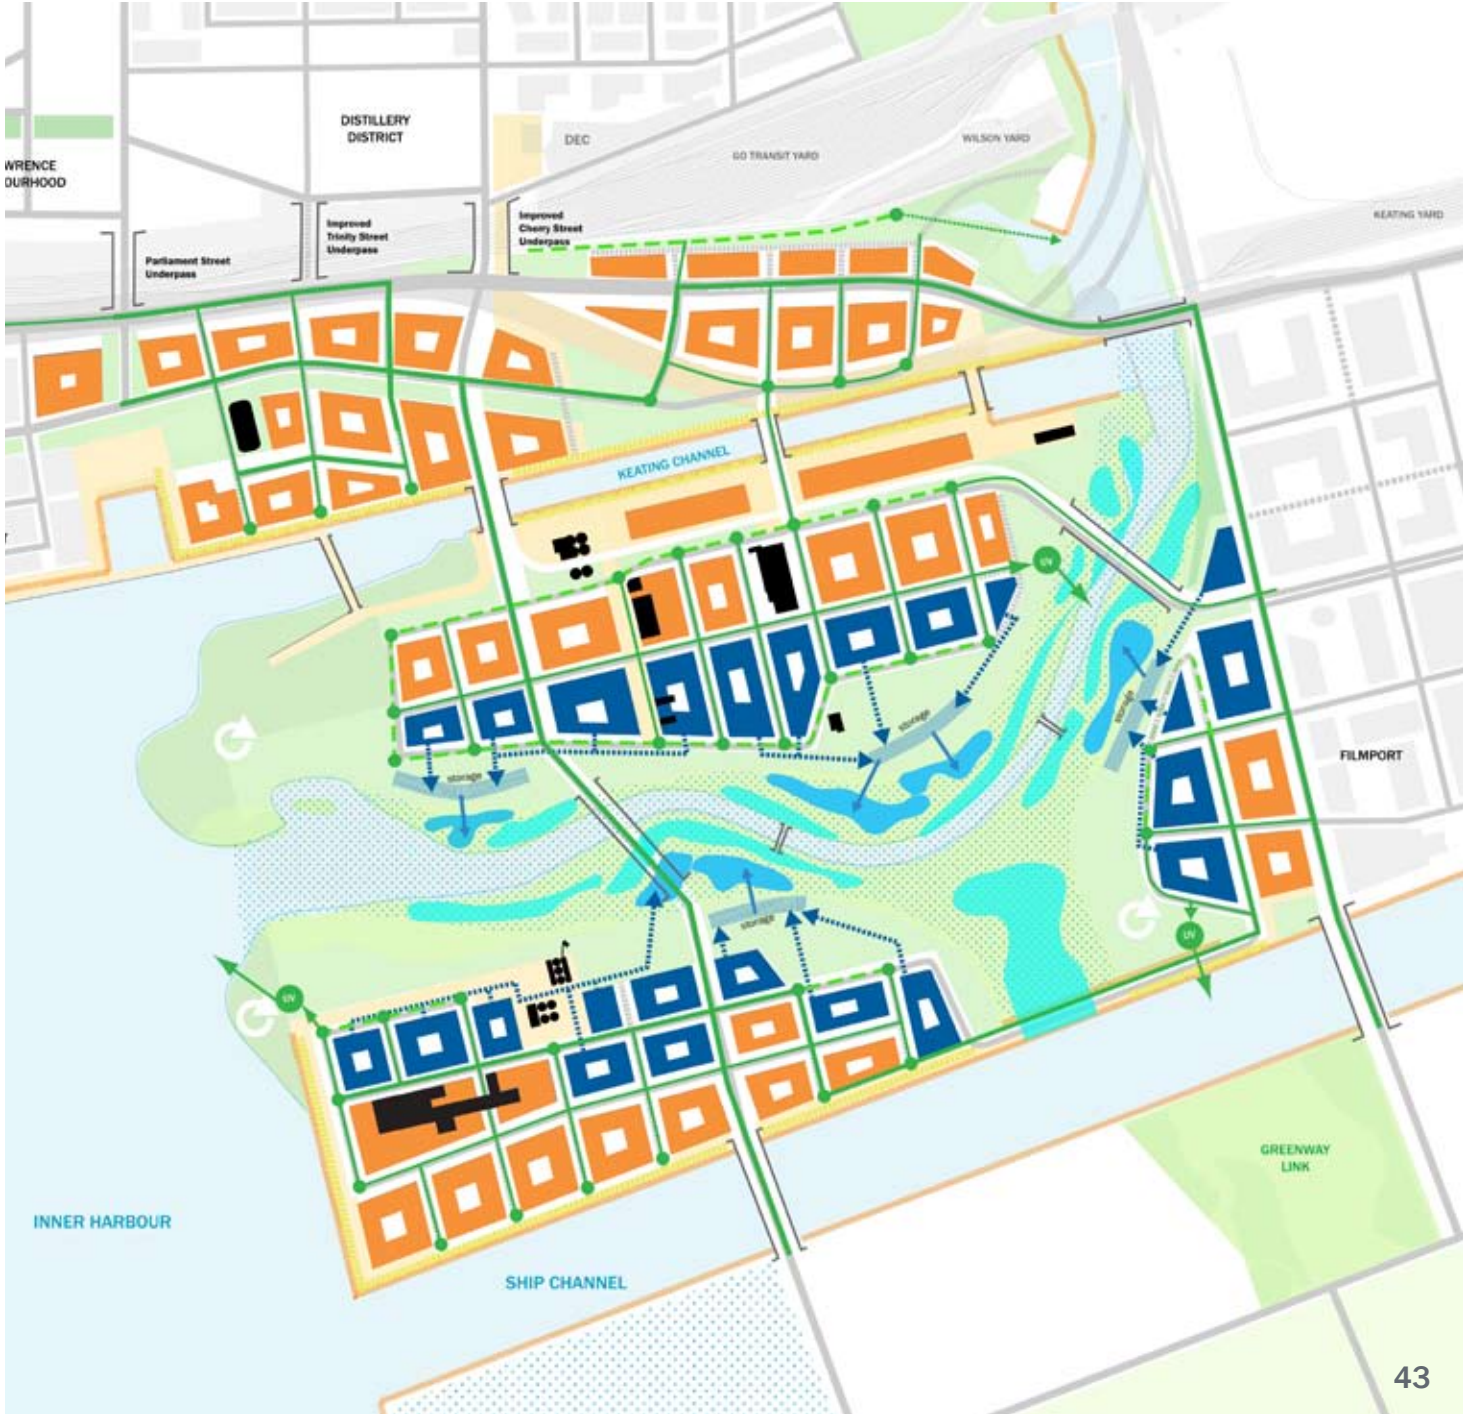 DISTILLERY
DISTRICT
DEC
GO TRANSIT YARD
WILSON YARD
WRENCE
OURHOOD
KEATING YARD
Improved
Trinity Street
Underpass
Improved
Cherry Street
Underpass
Parliament Street
Underpass
KEATING CHANNEL
UV
storage
storage
storage
FILMPORT
storage
UV
UV
GREENWAY
LINK
INNER HARBOUR
SHIP CHANNEL
43